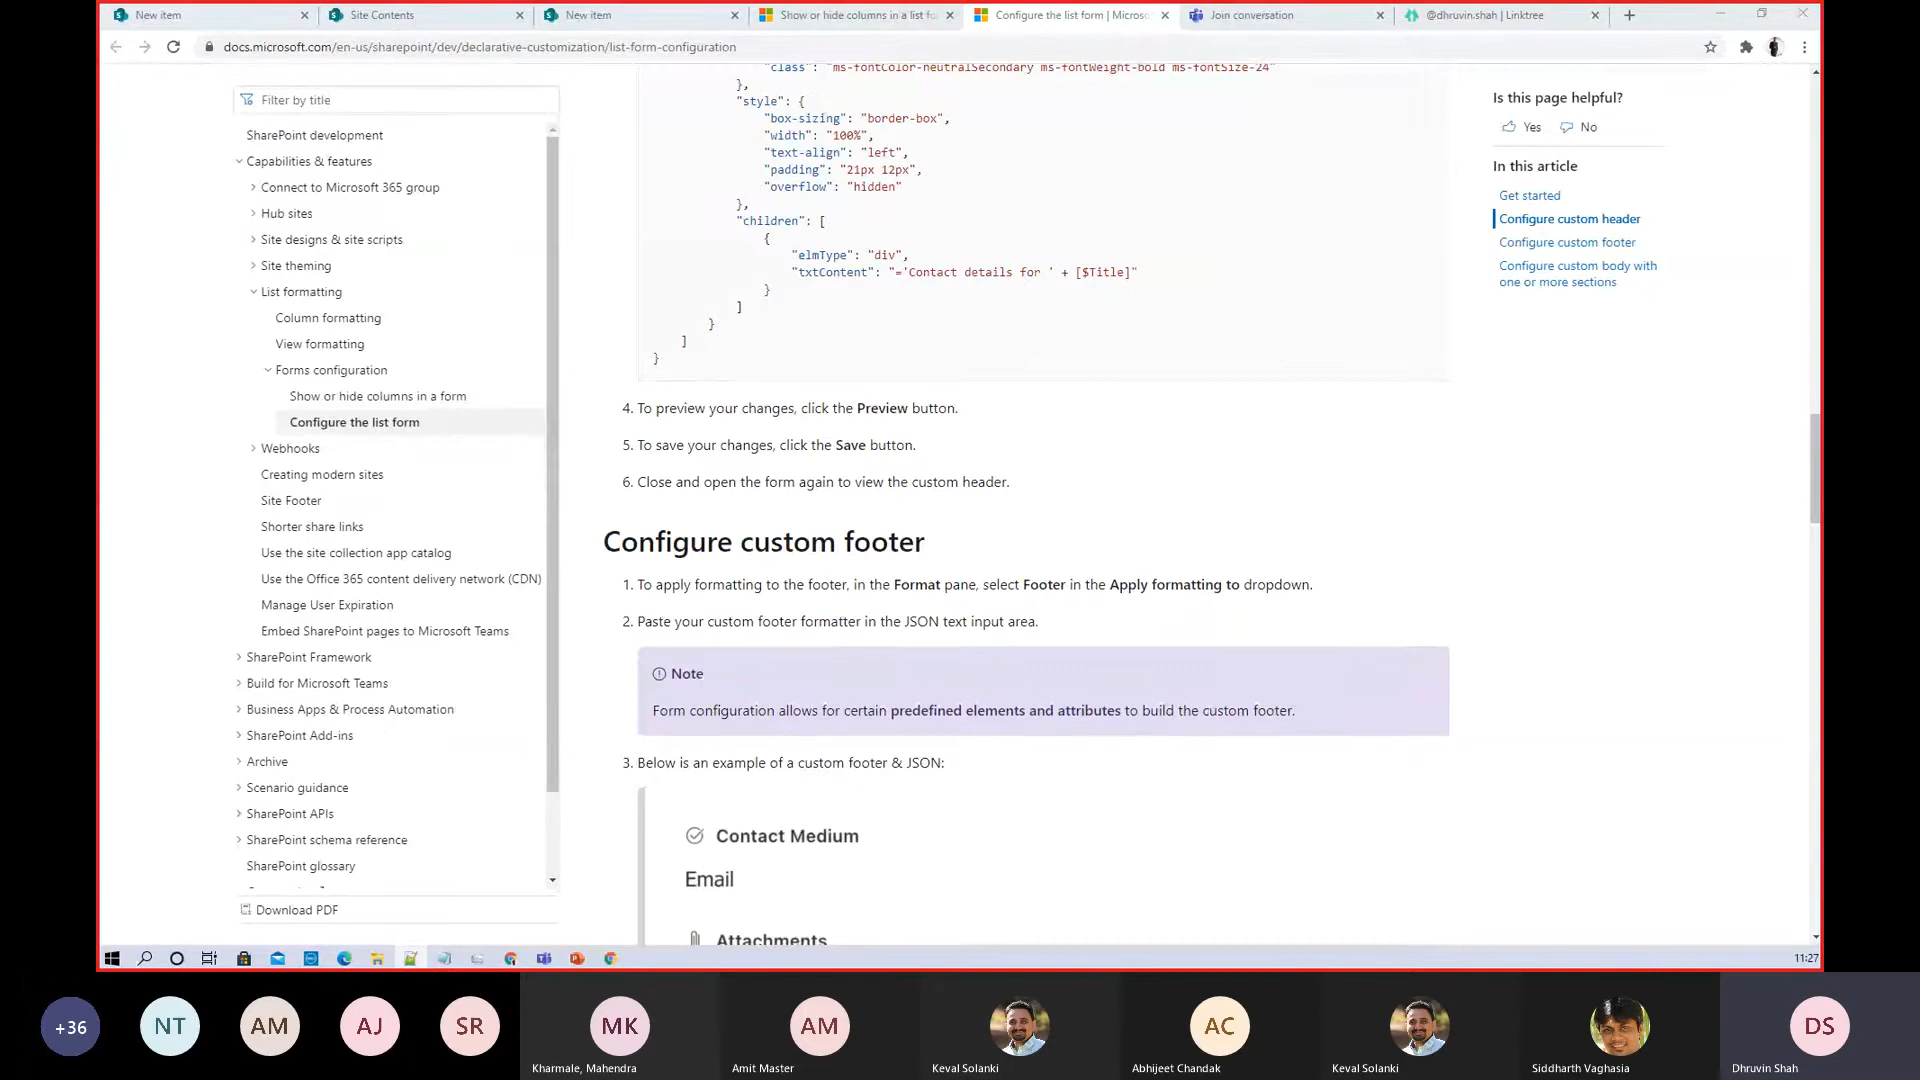 New item
Site Contents
New item
Show or hide columns in a list fo
Configure the list form | Microso
Join conversation
@dhruvin.shah | Linktree
docs.microsoft.com/en-us/sharepoint/dev/declarative-customization/list-form-configuration
Filter by title
SharePoint development
Capabilities & features
Connect to Microsoft 365 group
Hub sites
Site designs & site scripts
Site theming
List formatting
Column formatting
View formatting
Forms configuration
Show or hide columns in a form
Configure the list form
Webhooks
Creating modern sites
Site Footer
Shorter share links
Use the site collection app catalog
Use the Office 365 content delivery network (CDN)
Manage User Expiration
Embed SharePoint pages to Microsoft Teams
SharePoint Framework
Build for Microsoft Teams
Business Apps & Process Automation
SharePoint Add-ins
Archive
Scenario guidance
SharePoint APIs
SharePoint schema reference
SharePoint glossary
Download PDF
"class": "ms-fontColor-neutralSecondary ms-fontWeight-bold ms-fontSize-24"
},
"style": {
"box-sizing": "border-box",
"width": "100%",
"text-align": "left",
"padding": "21px 12px",
"overflow": "hidden"
},
"children": [
{
"elmType": "div",
"txtContent": "='Contact details for ' + [$Title]"
}
]
}
]
}
4. To preview your changes, click the Preview button.
5. To save your changes, click the Save button.
6. Close and open the form again to view the custom header.
Configure custom footer
1. To apply formatting to the footer, in the Format pane, select Footer in the Apply formatting to dropdown.
2. Paste your custom footer formatter in the JSON text input area.
Note
Form configuration allows for certain predefined elements and attributes to build the custom footer.
3. Below is an example of a custom footer & JSON:
Contact Medium
Email
Attachments
Is this page helpful?
Yes
No
In this article
Get started
Configure custom header
Configure custom footer
Configure custom body with
one or more sections
11:27
+36
NT
AM
AJ
SR
MK
Kharmale, Mahendra
AM
Amit Master
Keval Solanki
AC
Abhijeet Chandak
Keval Solanki
Siddharth Vaghasia
DS
Dhruvin Shah